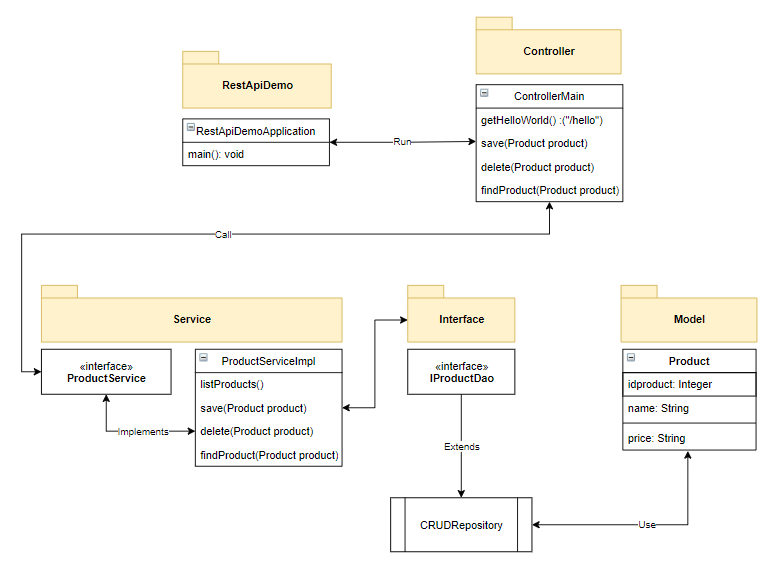 Controller
RestApiDemo
ControllerMain
getHelloWorld() :("/hello")
save(Product product)
delete(Product product)
findProduct(Product product)
RestApiDemoApplication
main(): void
Run
Call
Service
Interface
Model
«interface»
ProductService
ProductServiceImpl
listProducts()
save(Product product)
delete(Product product)
findProduct(Product product)
Implements
«interface»
IProductDao
Product
idproduct: Integer
name: String
price: String
Extends
CRUDRepository
Use